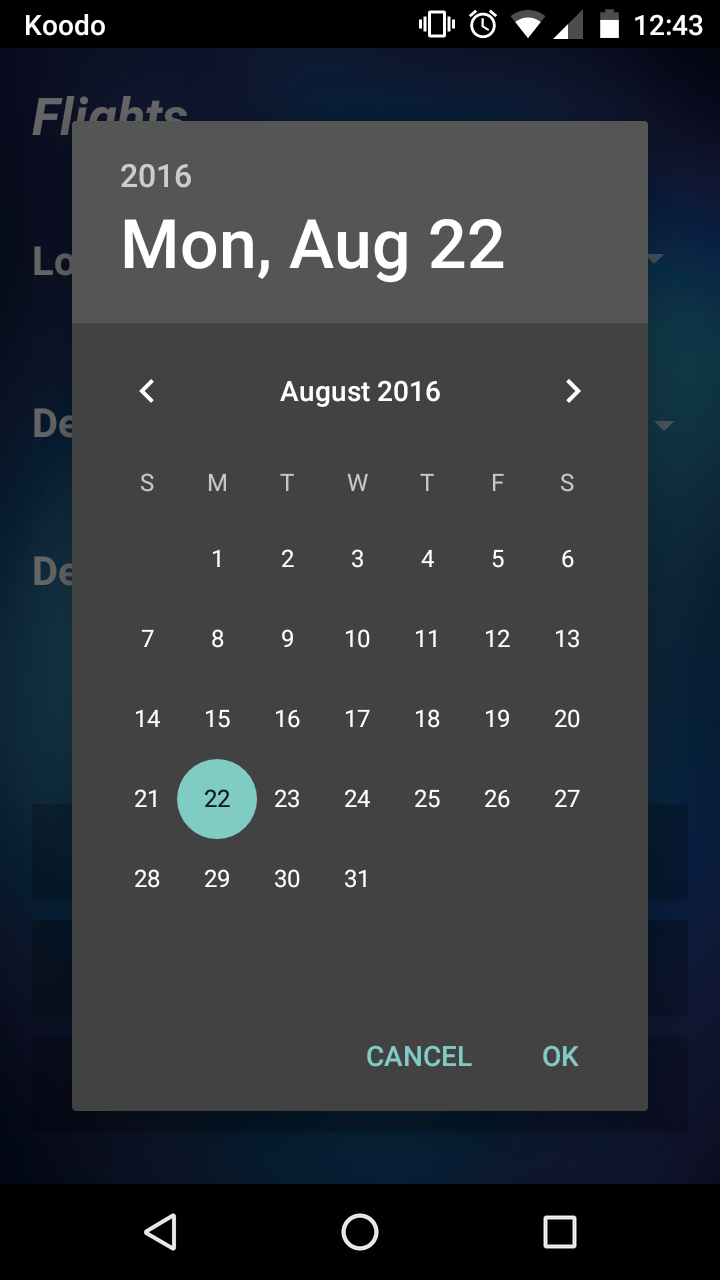 Koodo 12:43
Flights
2016
Mon, Aug 22
Lo
August 2016
De
S M T W T F S
1 2 3 4 5 6
De
7 8 9 10 11 12 13
14 15 16 17 18 19 20
21 22 23 24 25 26 27
28 29 30 31
CANCEL OK